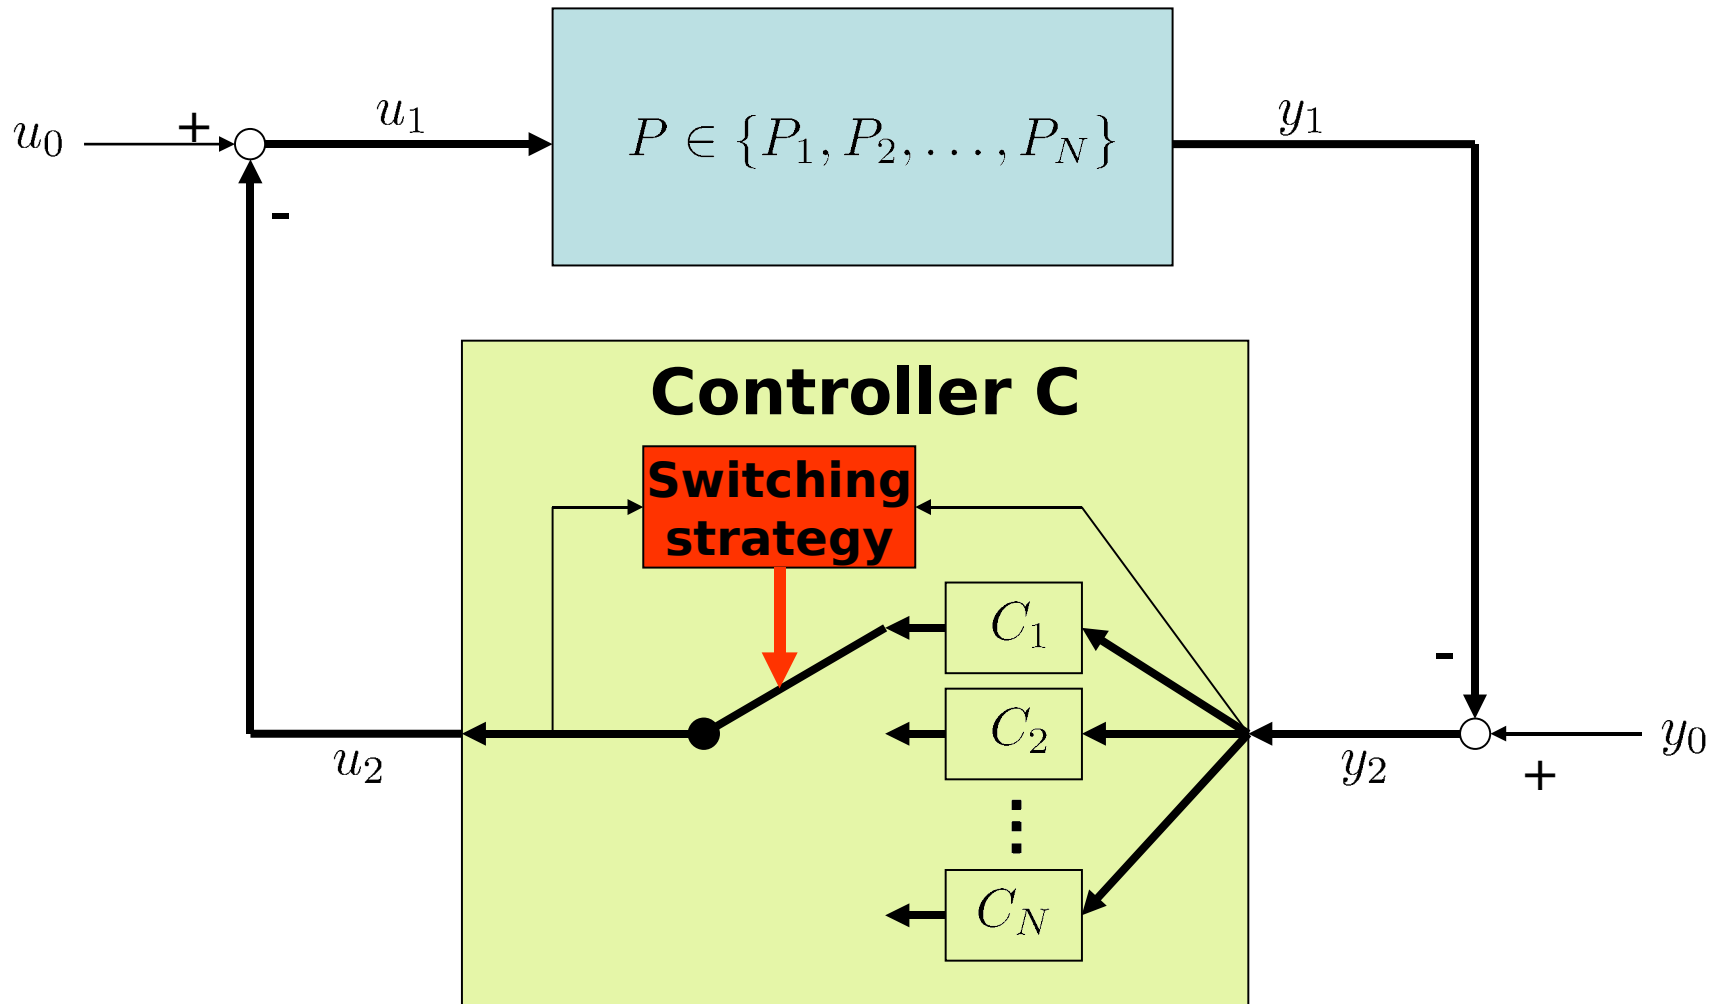 u₀
+
u₁
P ∈ {P₁, P₂, . . . , P_N}
y₁
-
Controller C
Switching
strategy
C₁
-
C₂
u₂
y₂
y₀
+
⋮
C_N